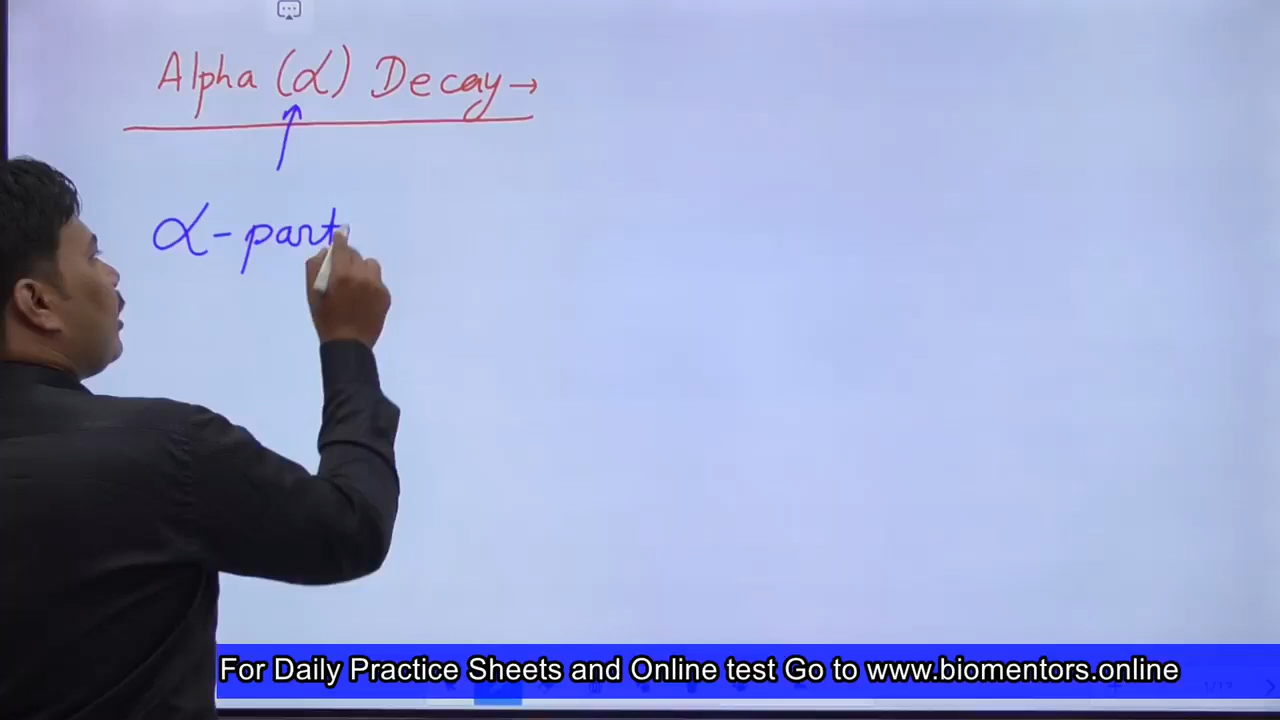 Alpha (α) Decay→
α-part
For Daily Practice Sheets and Online test Go to www.biomentors.online